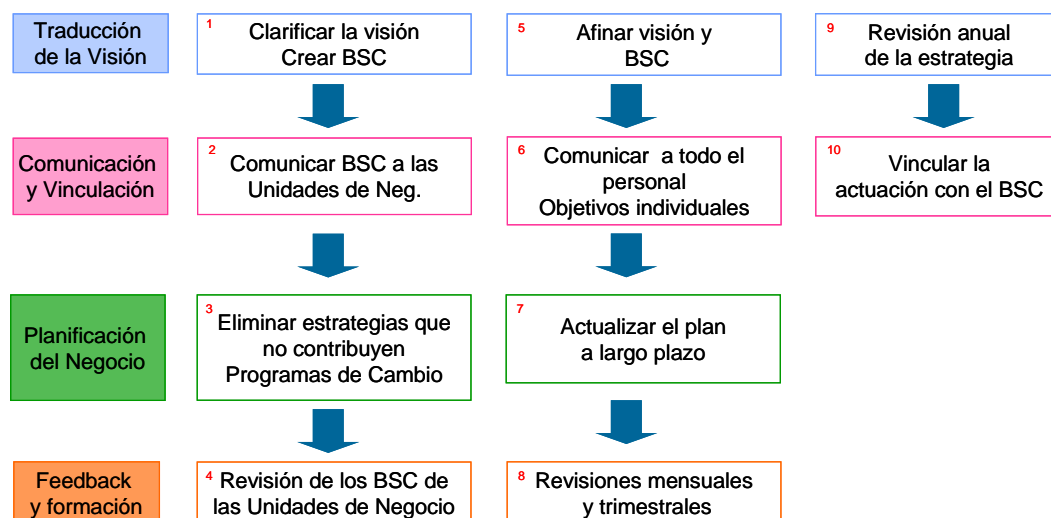 Traducción
de la Visión
1
Clarificar la visión
Crear BSC
5
Afinar visión y
BSC
9
Revisión anual
de la estrategia
Comunicación
y Vinculación
2
Comunicar BSC a las
Unidades de Neg.
6
Comunicar a todo el
personal
Objetivos individuales
10
Vincular la
actuación con el BSC
Planificación
del Negocio
3
Eliminar estrategias que
no contribuyen
Programas de Cambio
7
Actualizar el plan
a largo plazo
Feedback
y formación
4
Revisión de los BSC de
las Unidades de Negocio
8
Revisiones mensuales
y trimestrales